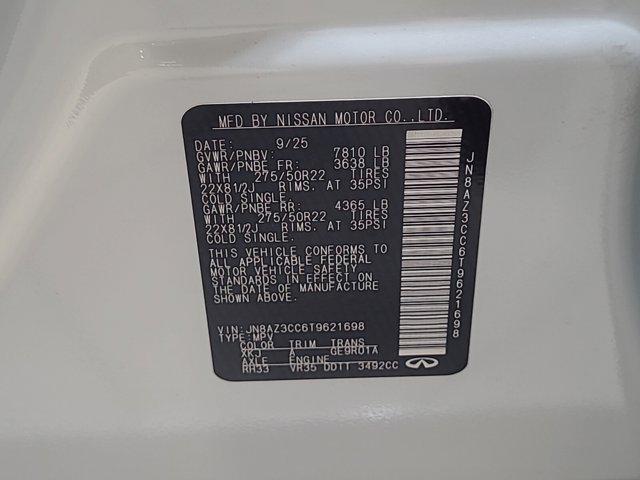 MFD BY NISSAN MOTOR CO.,LTD.
DATE: 9/25
GVWR/PNBV: 7810 LB
GAWR/PNBE FR: 3638 LB
WITH 275/50R22 TIRES
22X81/2J RIMS. AT 35PSI
COLD SINGLE.
GAWR/PNBE RR: 4365 LB
WITH 275/50R22 TIRES
22X81/2J RIMS. AT 35PSI
COLD SINGLE.
THIS VEHICLE CONFORMS TO
ALL APPLICABLE FEDERAL
MOTOR VEHICLE SAFETY
STANDARDS IN EFFECT ON
THE DATE OF MANUFACTURE
SHOWN ABOVE.
VIN: JN8AZ3CC6T9621698
TYPE: MPV
COLOR TRIM TRANS
XKJ A GE9R01A
AXLE ENGINE
RH33 VR35 DDTT 3492CC
JN8AZ3CC6T9621698